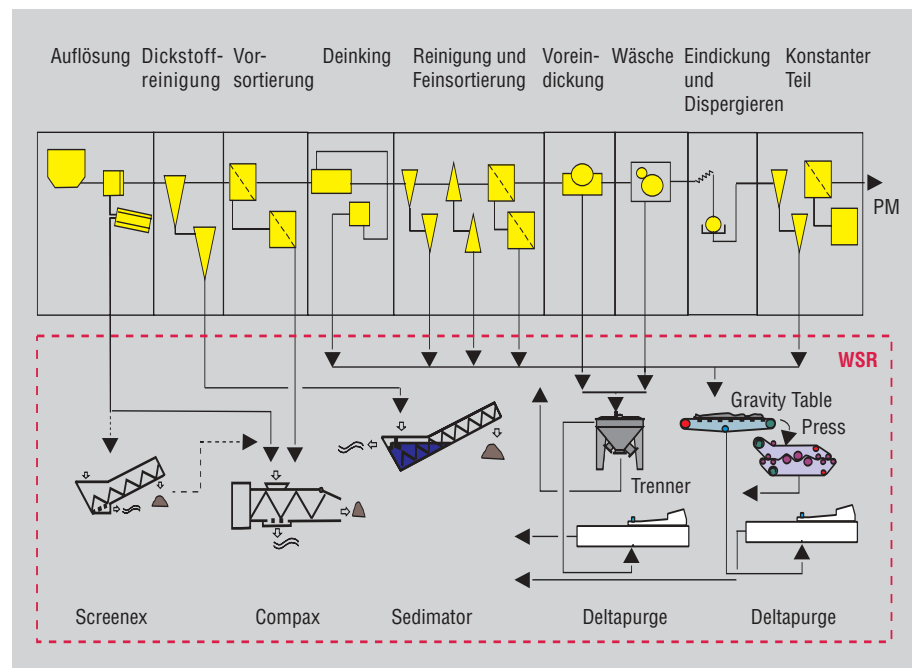 Auflösung
Dickstoff-
reinigung
Vor-
sortierung
Deinking
Reinigung und
Feinsortierung
Vorein-
dickung
Wäsche
Eindickung
und
Dispergieren
Konstanter
Teil
PM
WSR
Gravity Table
Press
Trenner
Screenex
Compax
Sedimator
Deltapurge
Deltapurge